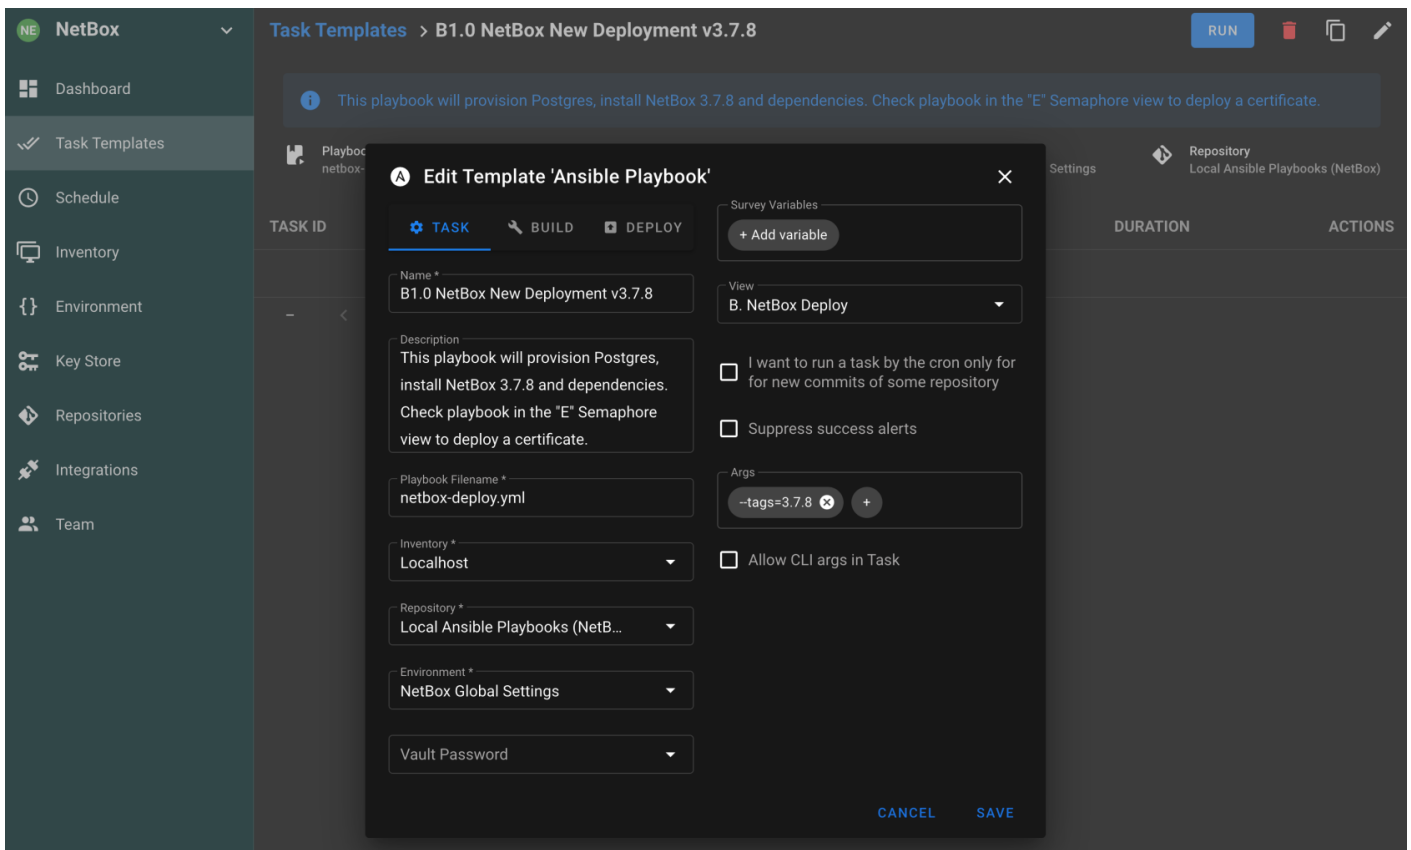 NE NetBox
Task Templates > B1.0 NetBox New Deployment v3.7.8
RUN
Dashboard
Task Templates
Schedule
Inventory
{} Environment
Key Store
Repositories
Integrations
Team
This playbook will provision Postgres, install NetBox 3.7.8 and dependencies. Check playbook in the "E" Semaphore view to deploy a certificate.
Playboo
netbox-
Settings
Repository
Local Ansible Playbooks (NetBox)
TASK ID
DURATION
ACTIONS
Edit Template 'Ansible Playbook'
TASK
BUILD
DEPLOY
Name *
B1.0 NetBox New Deployment v3.7.8
Description
This playbook will provision Postgres,
install NetBox 3.7.8 and dependencies.
Check playbook in the "E" Semaphore
view to deploy a certificate.
Playbook Filename *
netbox-deploy.yml
Inventory *
Localhost
Repository *
Local Ansible Playbooks (NetB...
Environment *
NetBox Global Settings
Vault Password
Survey Variables
+ Add variable
View
B. NetBox Deploy
I want to run a task by the cron only for
for new commits of some repository
Suppress success alerts
Args
--tags=3.7.8
+
Allow CLI args in Task
CANCEL
SAVE